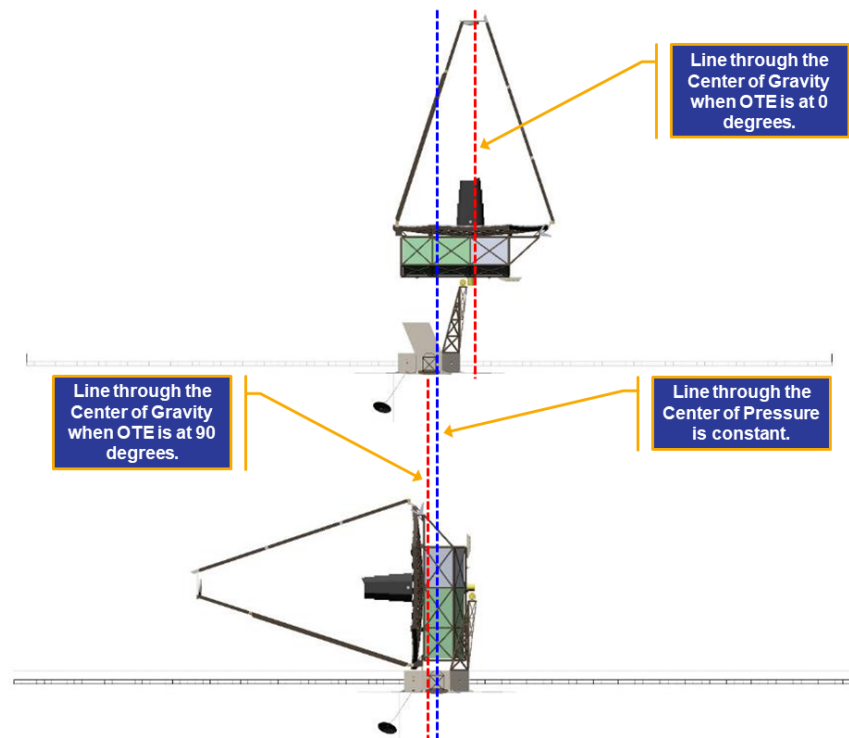 Line through the
Center of Gravity
when OTE is at 0
degrees.
Line through the
Center of Gravity
when OTE is at 90
degrees.
Line through the
Center of Pressure
is constant.